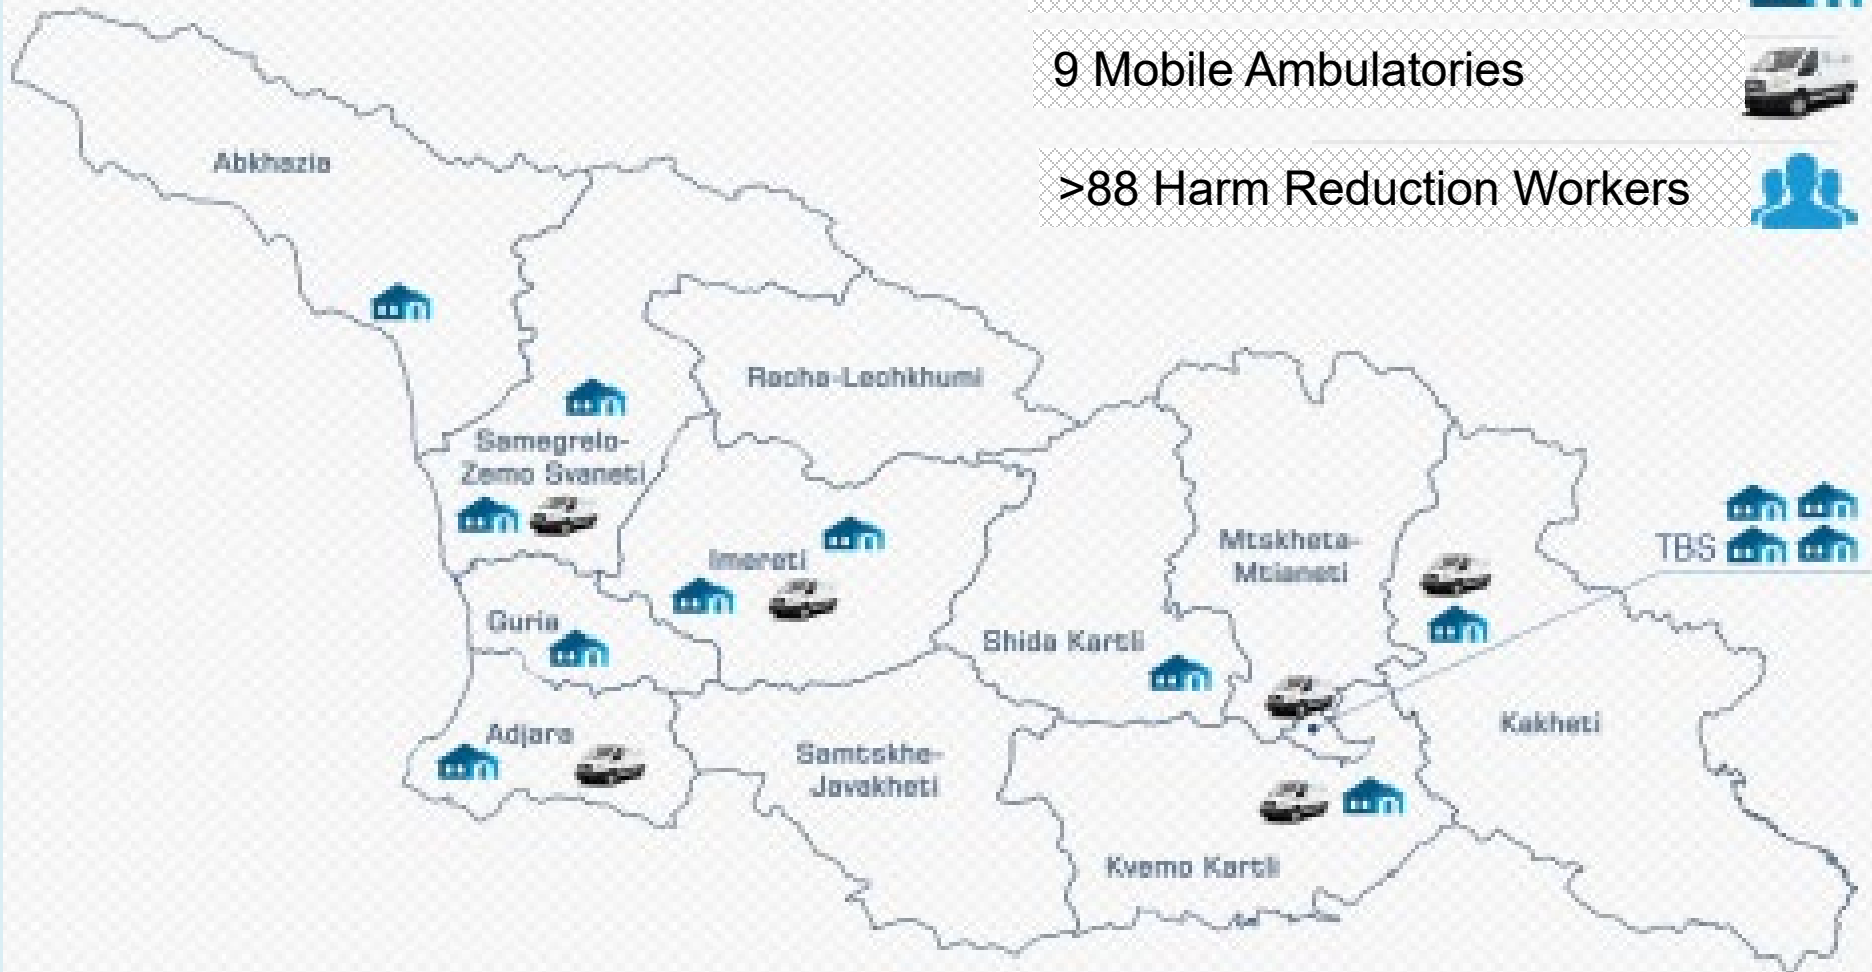 9 Mobile Ambulatories
>88 Harm Reduction Workers
Abkhazia
Racha-Lechkhumi
Samegrelo-
Zemo Svaneti
Imereti
Mtskheta-
Mtianeti
TBS
Guria
Shida Kartli
Adjara
Samtskhe-
Javakheti
Kakheti
Kvemo Kartli